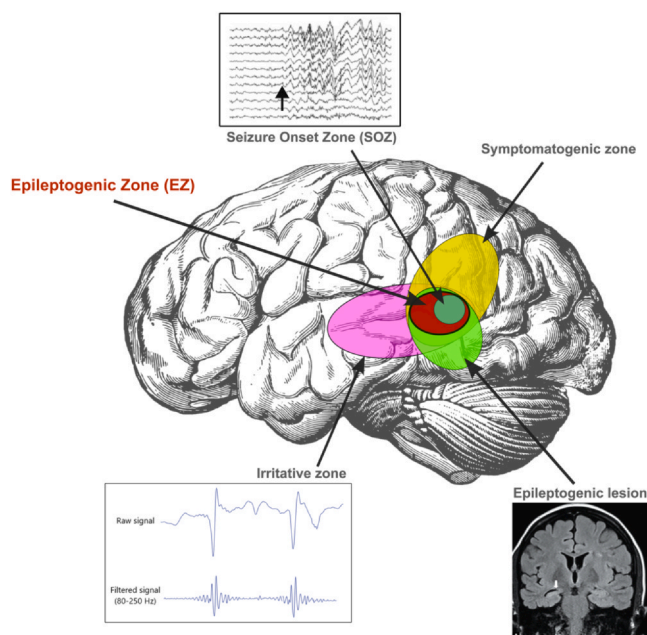 Seizure Onset Zone (SOZ)
Symptomatogenic zone
Epileptogenic Zone (EZ)
Irritative zone
Epileptogenic lesion
Raw signal
Filtered signal
(80-250 Hz)